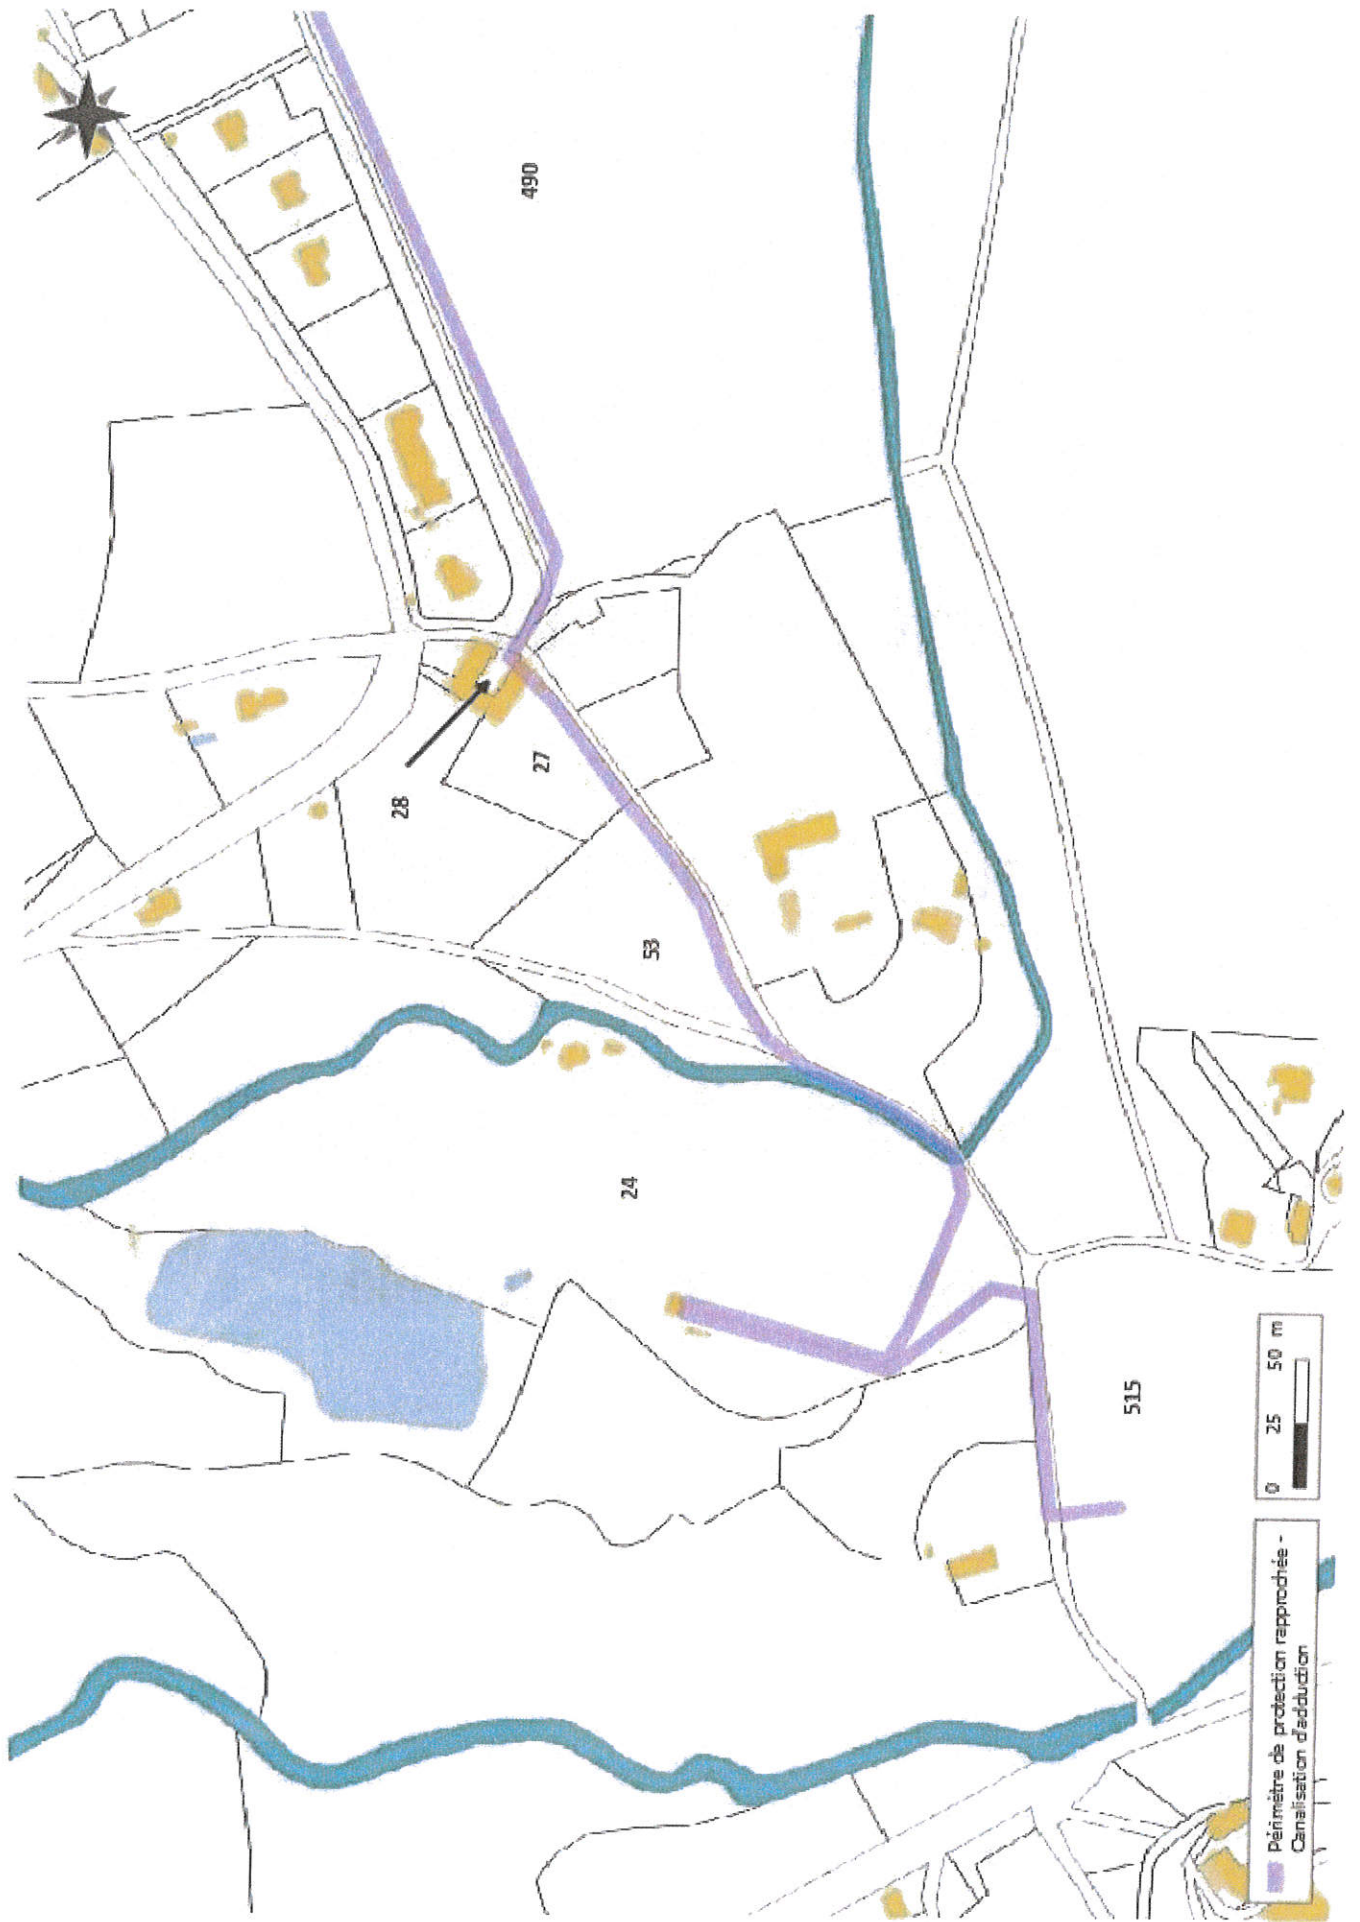 490
28
27
53
24
515
0 25 50 m
Périmètre de protection rapprochée -
Canalisation d'adduction